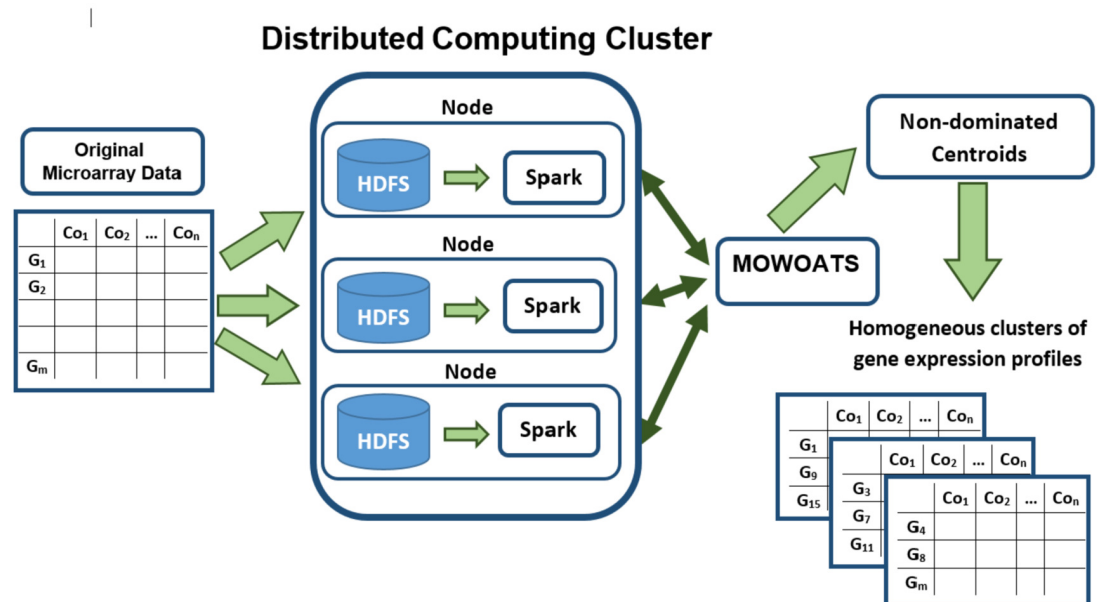 Distributed Computing Cluster
Original
Microarray Data
Co₁ Co₂ ... Coₙ
G₁
G₂
Gₘ
Node
HDFS Spark
Node
HDFS Spark
Node
HDFS Spark
MOWOATS
Non-dominated
Centroids
Homogeneous clusters of
gene expression profiles
Co₁ Co₂ ... Coₙ
G₁
G₉
G₁₅
Co₁ Co₂ ... Coₙ
G₃
G₇
G₁₁
Co₁ Co₂ ... Coₙ
G₄
G₈
Gₘ